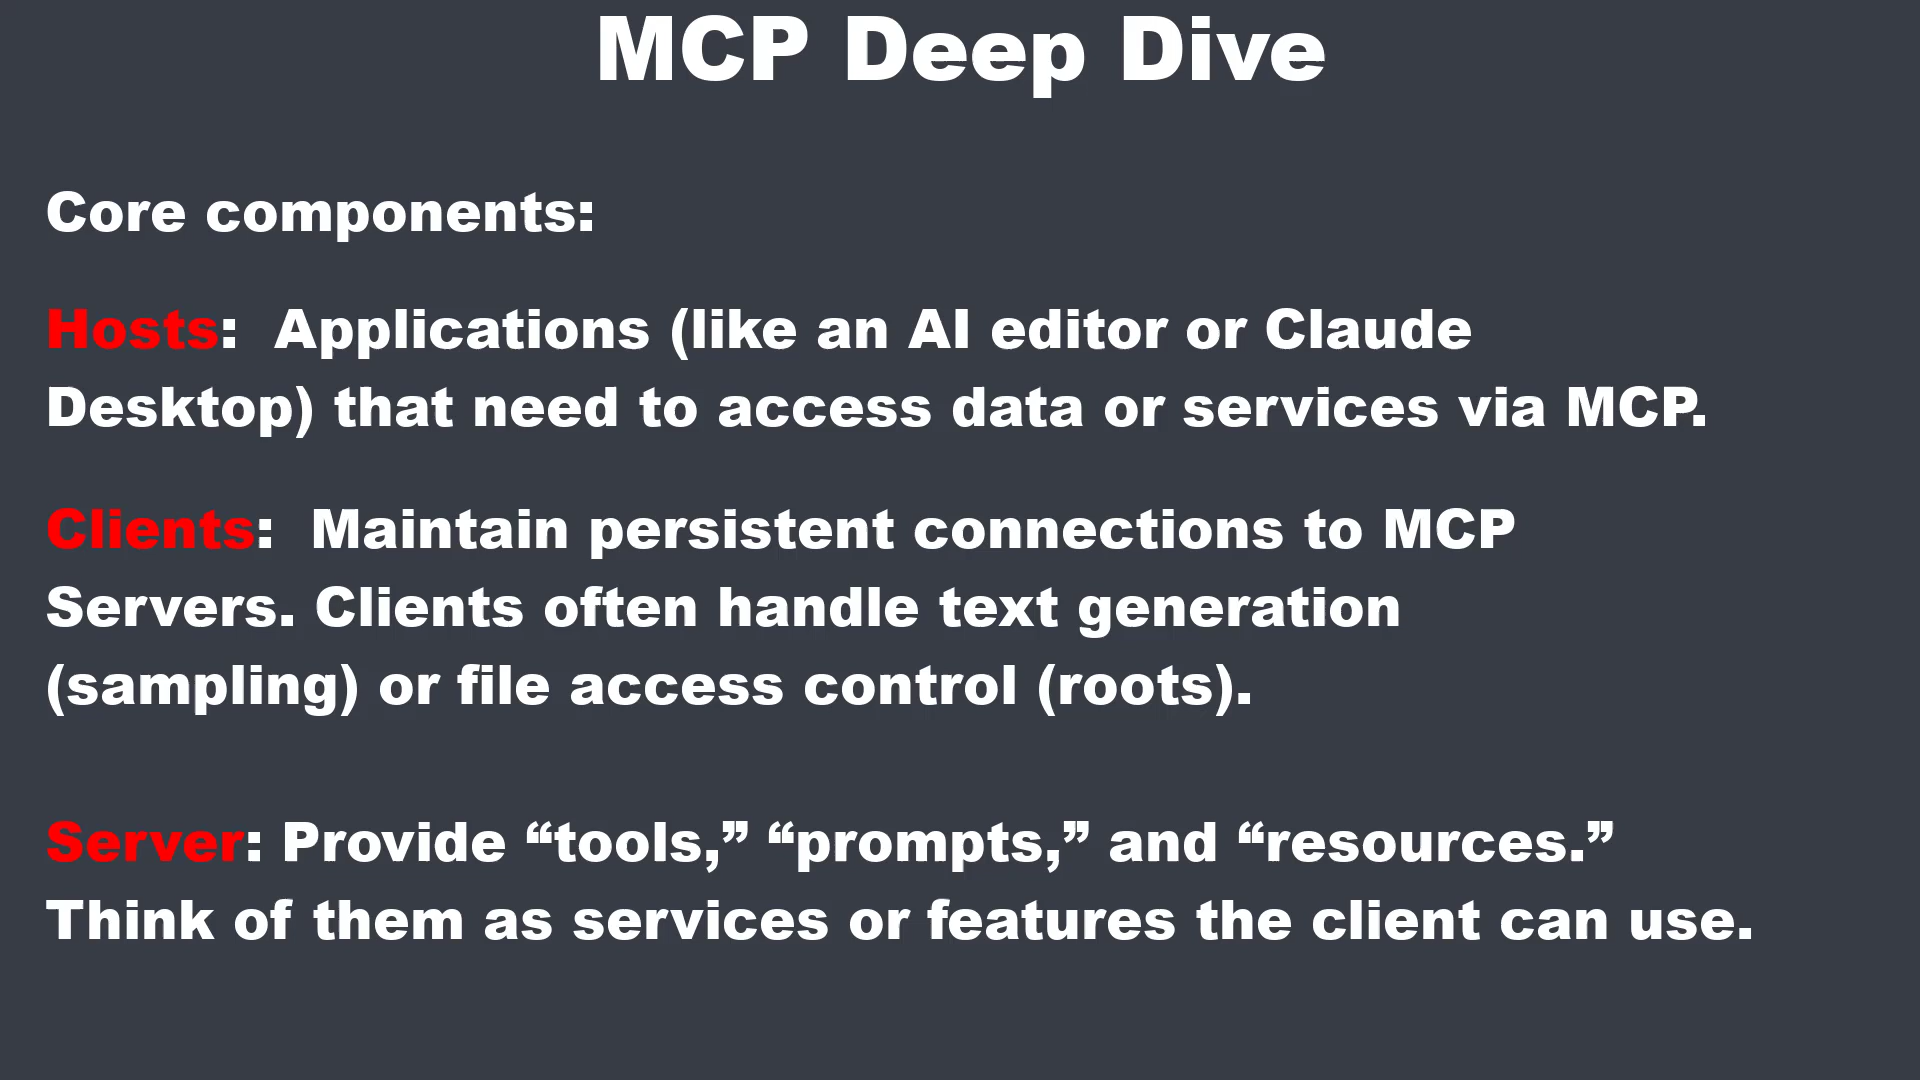 MCP Deep Dive
Core components:
Hosts:  Applications (like an AI editor or Claude
Desktop) that need to access data or services via MCP.
Clients:  Maintain persistent connections to MCP
Servers. Clients often handle text generation
(sampling) or file access control (roots).
Server: Provide “tools,” “prompts,” and “resources.”
Think of them as services or features the client can use.